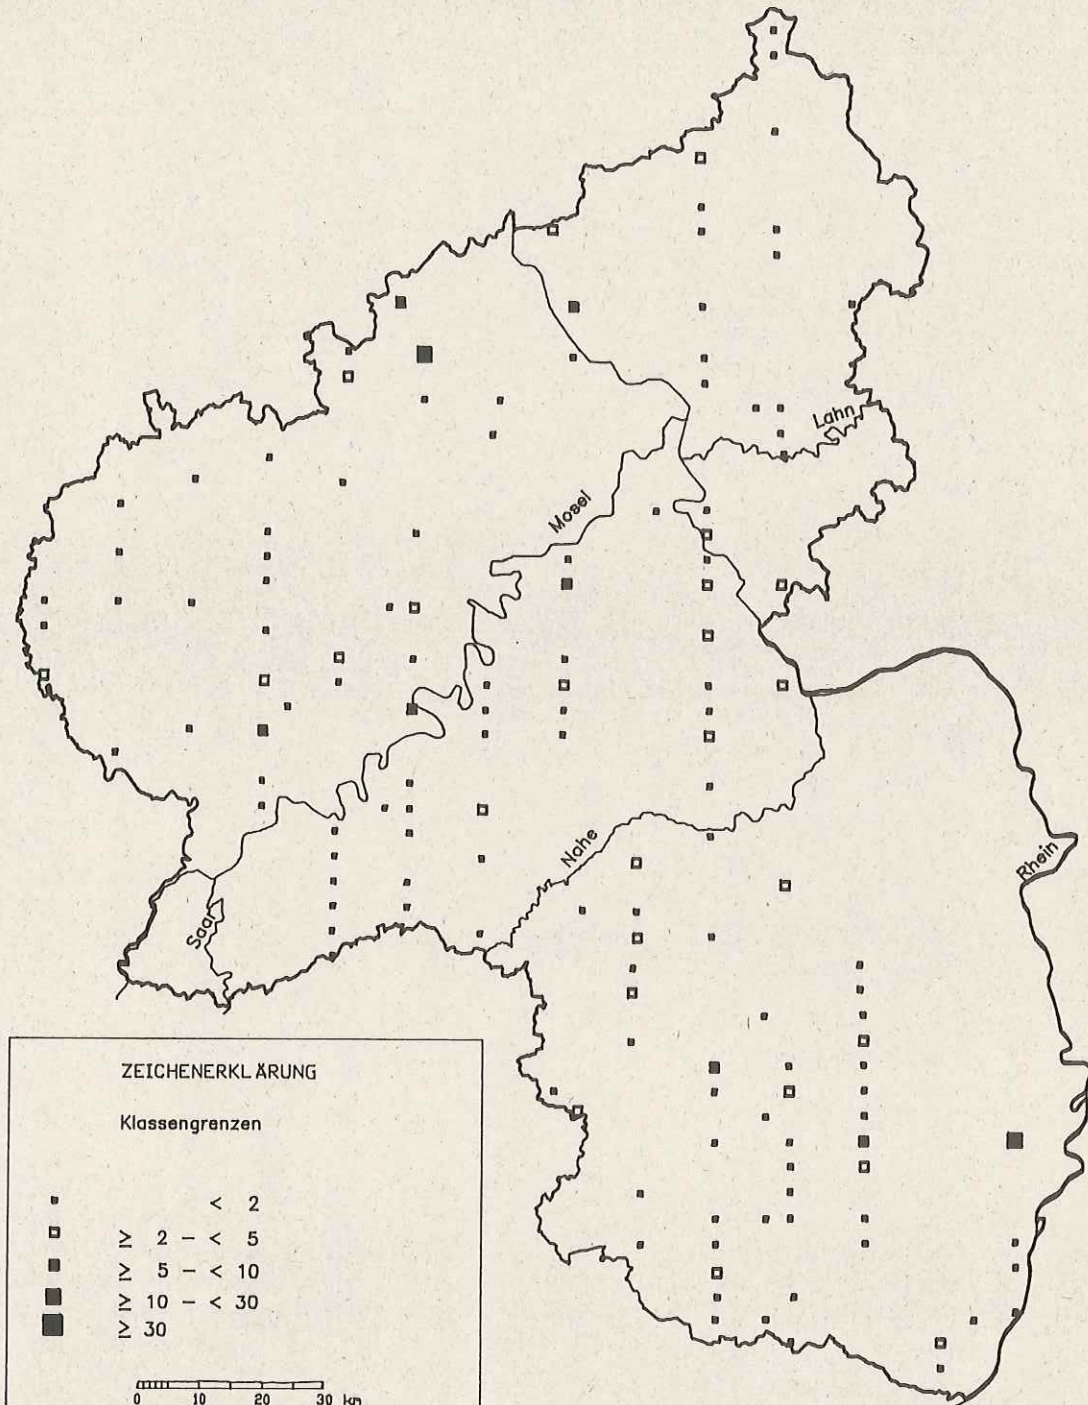 Lahn
Mosel
Nahe
Rhein
Saar
ZEICHENERKLÄRUNG
Klassengrenzen
< 2
≥ 2 – < 5
≥ 5 – < 10
≥ 10 – < 30
≥ 30
0 10 20 30 km